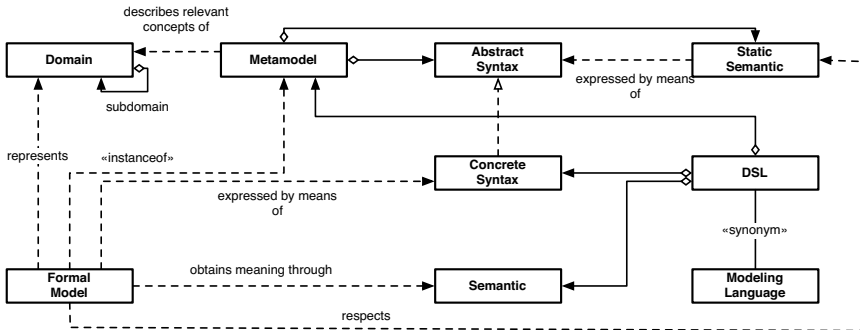 describes relevant
concepts of
Domain
Metamodel
Abstract
Syntax
Static
Semantic
expressed by means
of
subdomain
represents
«instanceof»
Concrete
Syntax
DSL
expressed by means
of
«synonym»
obtains meaning through
Formal
Model
Semantic
Modeling
Language
respects